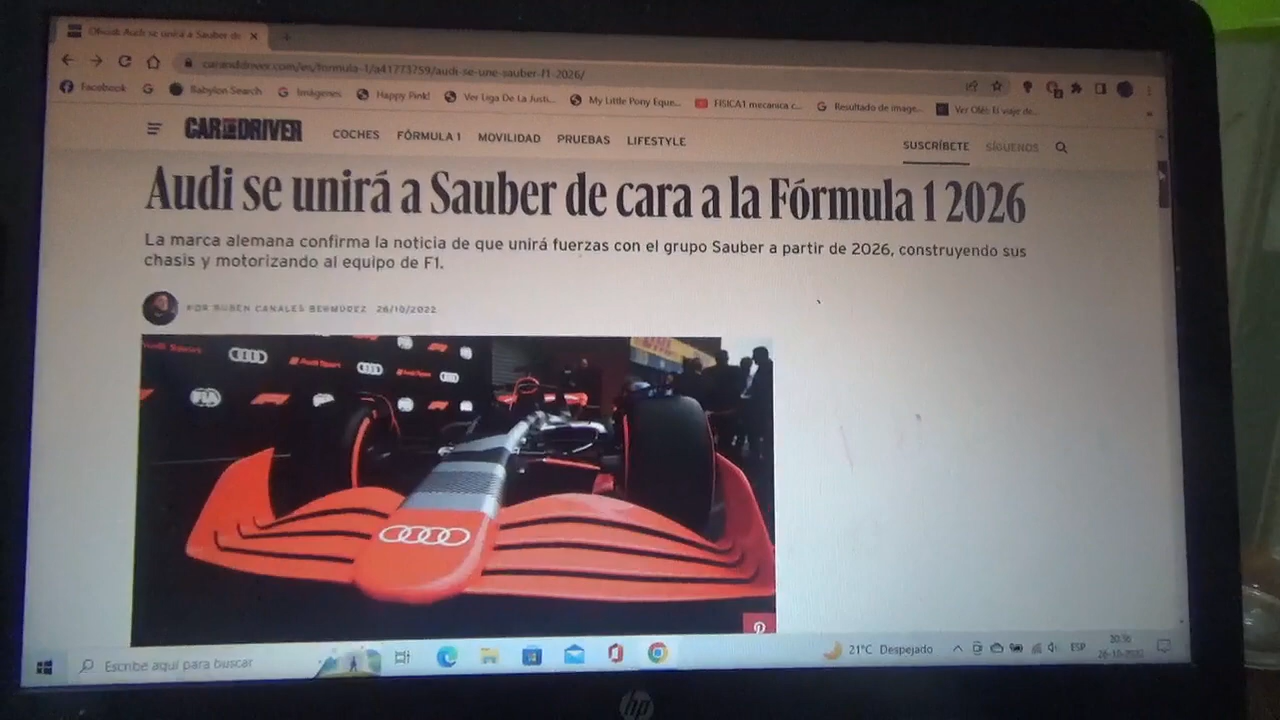 Oficial: Audi se unirá a Sauber de
caranddriver.com/es/formula-1/a41773759/audi-se-une-sauber-f1-2026/
Facebook
Babylon Search
Imágenes
Happy Pink!
Ver Liga De La Justi...
My Little Pony Eque...
FISICA1 mecanica c...
Resultado de image...
Ver Olé: El viaje de...
CAR AND DRIVER
COCHES FÓRMULA 1 MOVILIDAD PRUEBAS LIFESTYLE
SUSCRÍBETE SÍGUENOS
Audi se unirá a Sauber de cara a la Fórmula 1 2026
La marca alemana confirma la noticia de que unirá fuerzas con el grupo Sauber a partir de 2026, construyendo sus
chasis y motorizando al equipo de F1.
POR RUBÉN CANALES BERMÚDEZ 26/10/2022
Audi Sport
Audi Sport
FIA
Escribe aquí para buscar
21°C Despejado
ESP
26-10-2022
hp